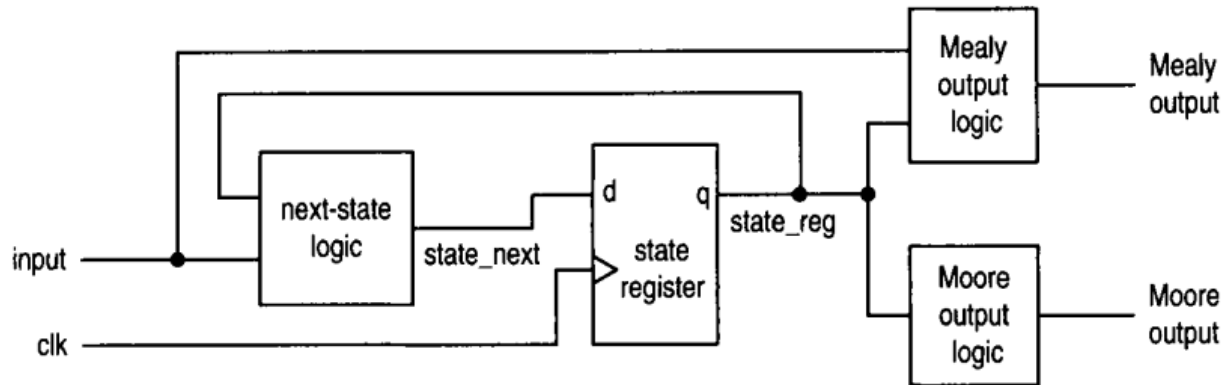 Mealy
output
logic
Mealy
output
next-state
logic
d
q
state
register
state_next
state_reg
input
clk
Moore
output
logic
Moore
output